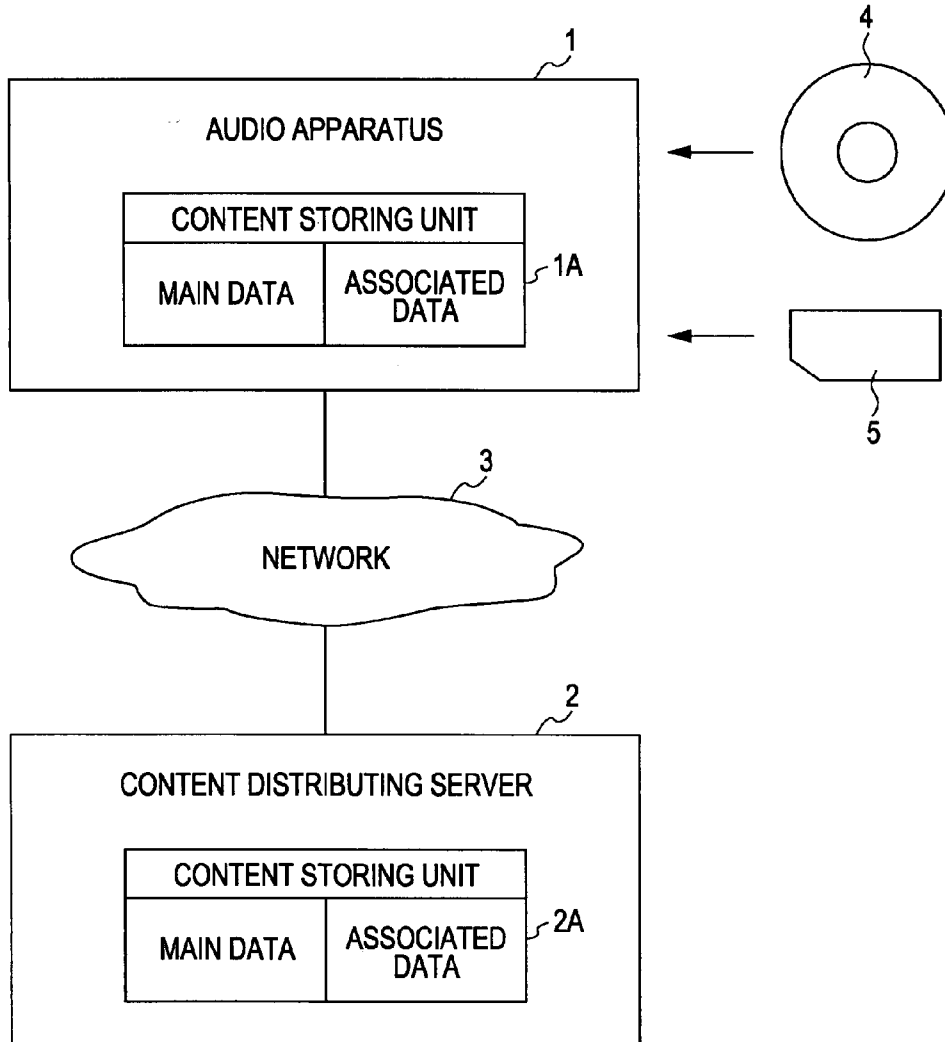 1
4
AUDIO APPARATUS
CONTENT STORING UNIT
MAIN DATA
ASSOCIATED
DATA
1A
5
3
NETWORK
2
CONTENT DISTRIBUTING SERVER
CONTENT STORING UNIT
MAIN DATA
ASSOCIATED
DATA
2A